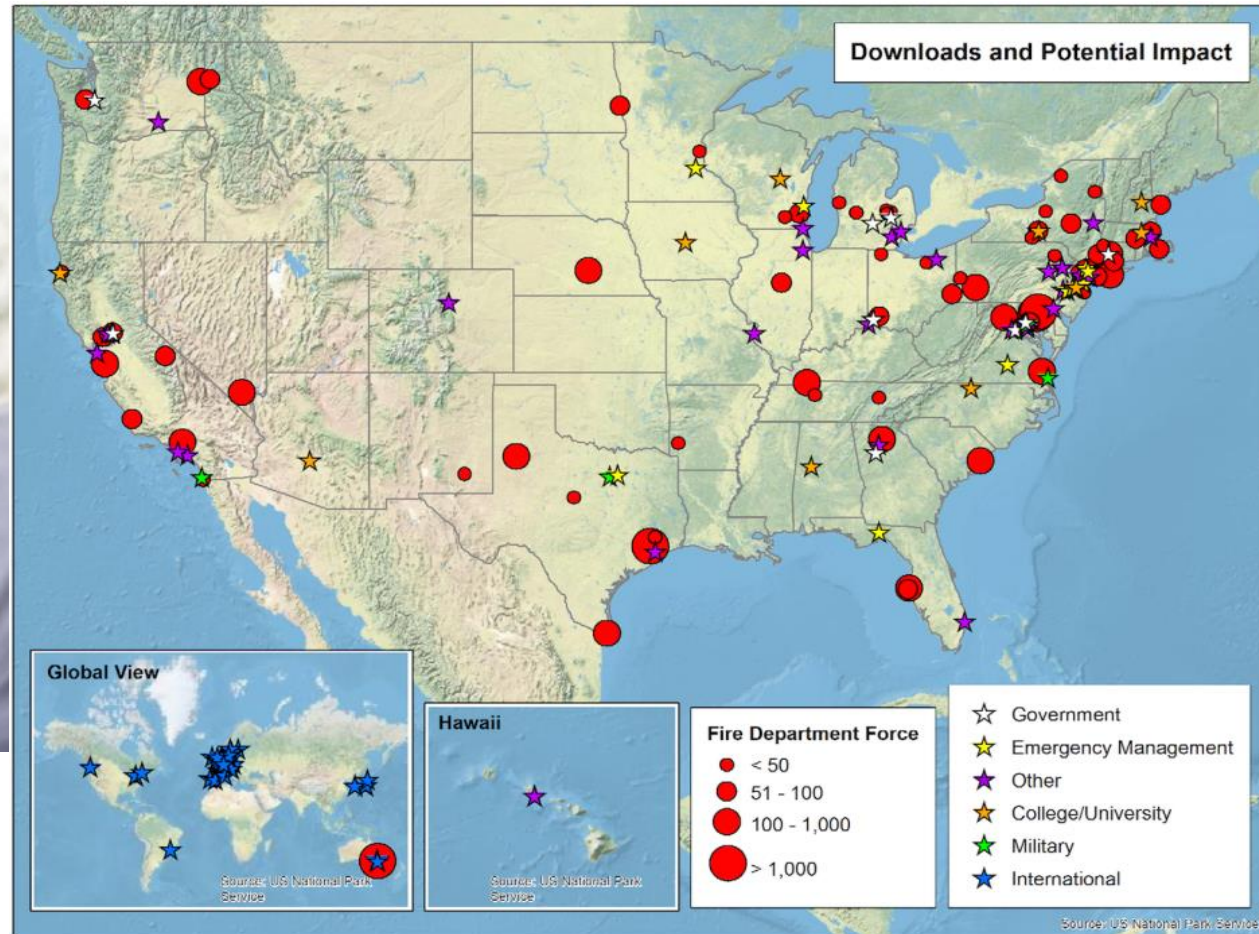 Downloads and Potential Impact
Global View
Source: US National Park
Service
Hawaii
Source: US National Park
Service
Fire Department Force
< 50
51 - 100
100 - 1,000
> 1,000
Government
Emergency Management
Other
College/University
Military
International
Source: US National Park Service